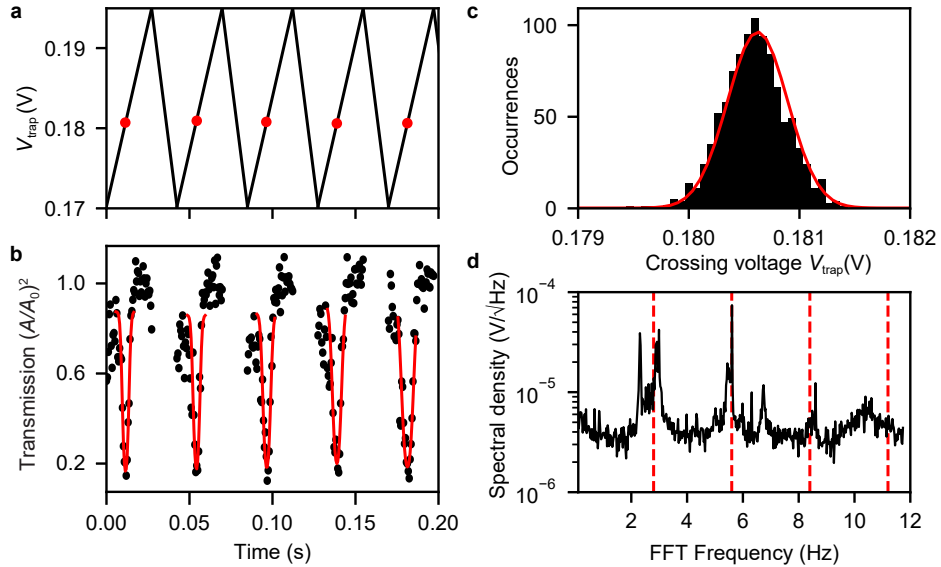 a
0.19
0.18
0.17
V_trap (V)
b
1.0
0.6
0.2
Transmission (A/A₀)²
0.00
0.05
0.10
0.15
0.20
Time (s)
c
100
50
0
Occurrences
0.179
0.180
0.181
0.182
Crossing voltage V_trap(V)
d
10⁻⁴
10⁻⁵
10⁻⁶
Spectral density (V/√Hz)
2
4
6
8
10
12
FFT Frequency (Hz)